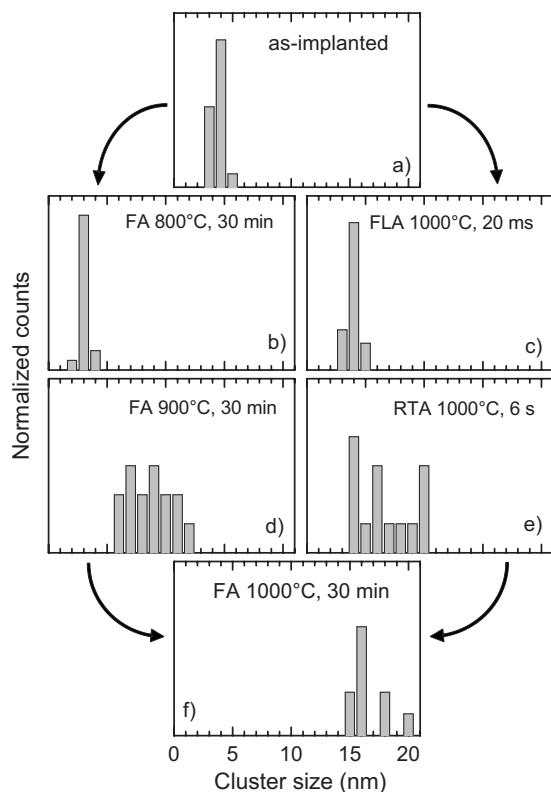 as-implanted
a)
FA 800°C, 30 min
b)
FLA 1000°C, 20 ms
c)
Normalized counts
FA 900°C, 30 min
d)
RTA 1000°C, 6 s
e)
FA 1000°C, 30 min
f)
0 5 10 15 20
Cluster size (nm)